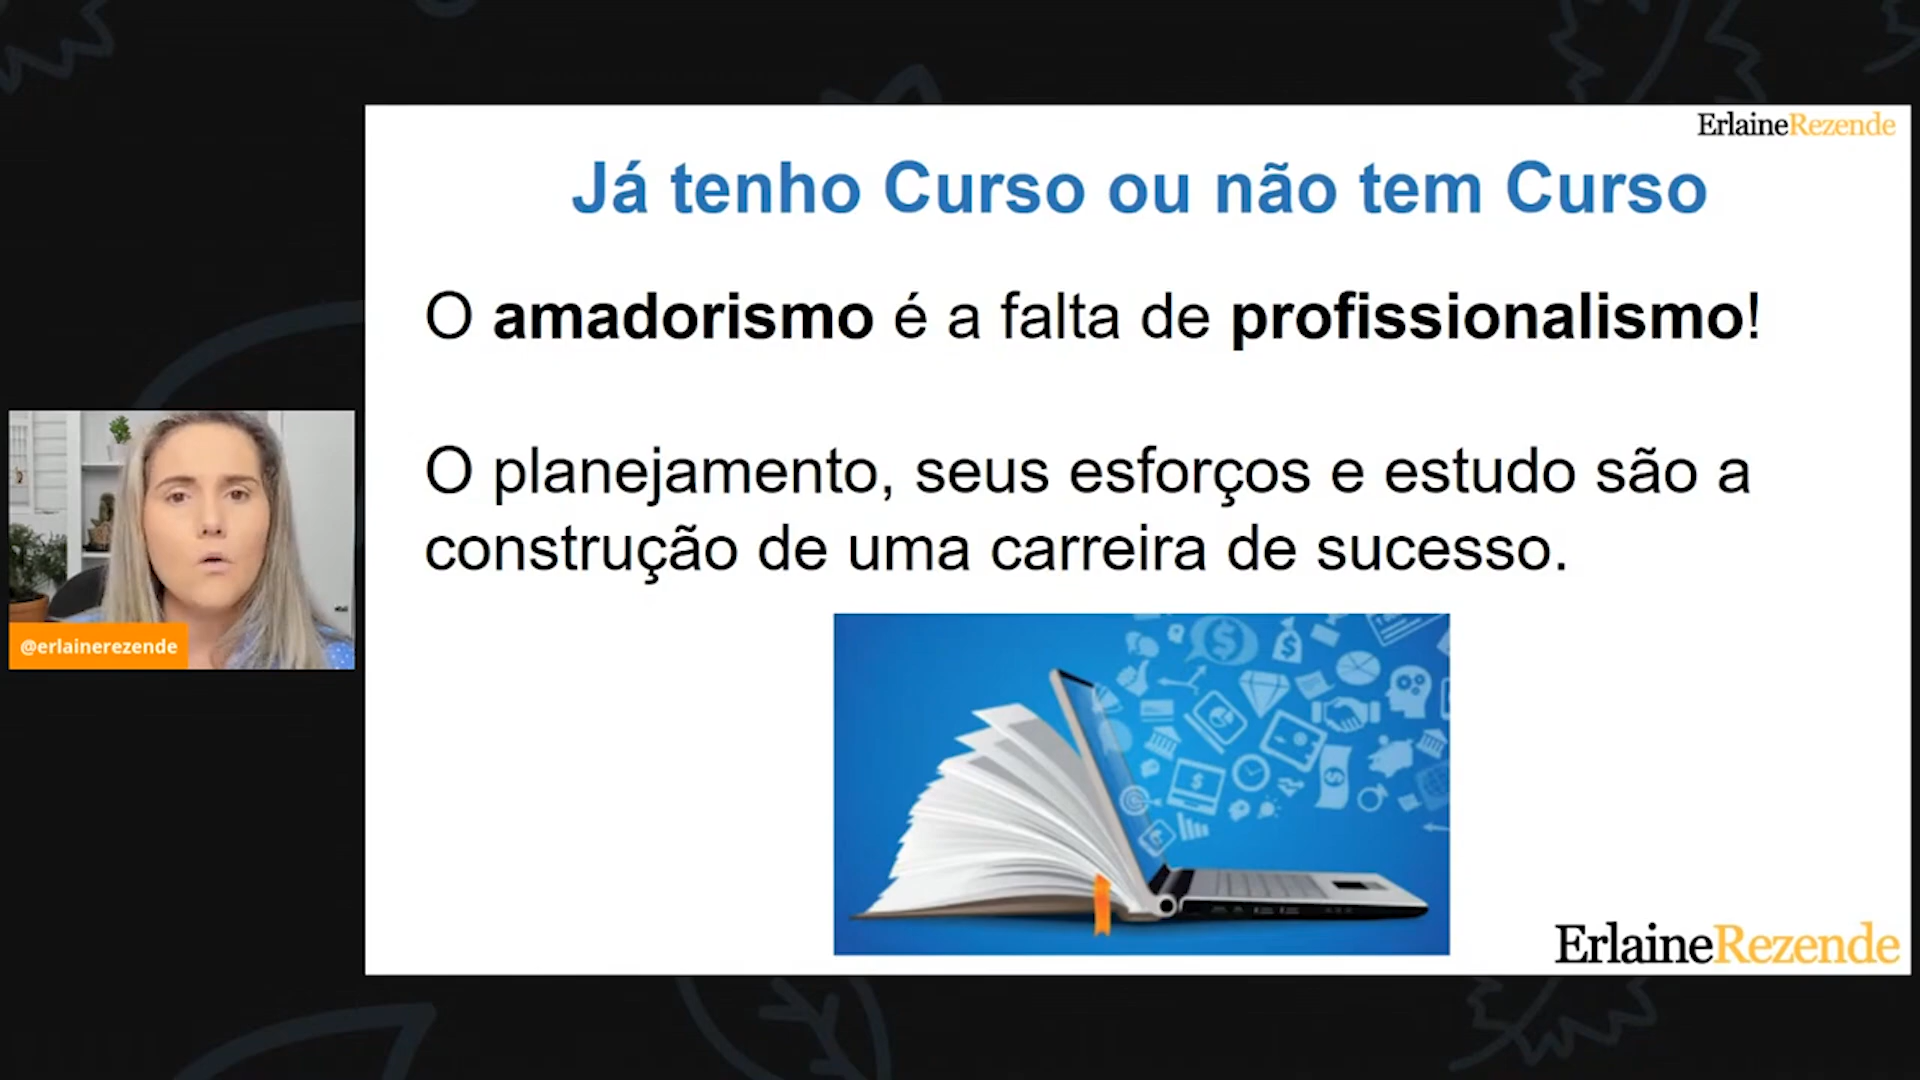 ErlaineRezende
Já tenho Curso ou não tem Curso
O amadorismo é a falta de profissionalismo!
O planejamento, seus esforços e estudo são a
construção de uma carreira de sucesso.
@erlainerezende
ErlaineRezende